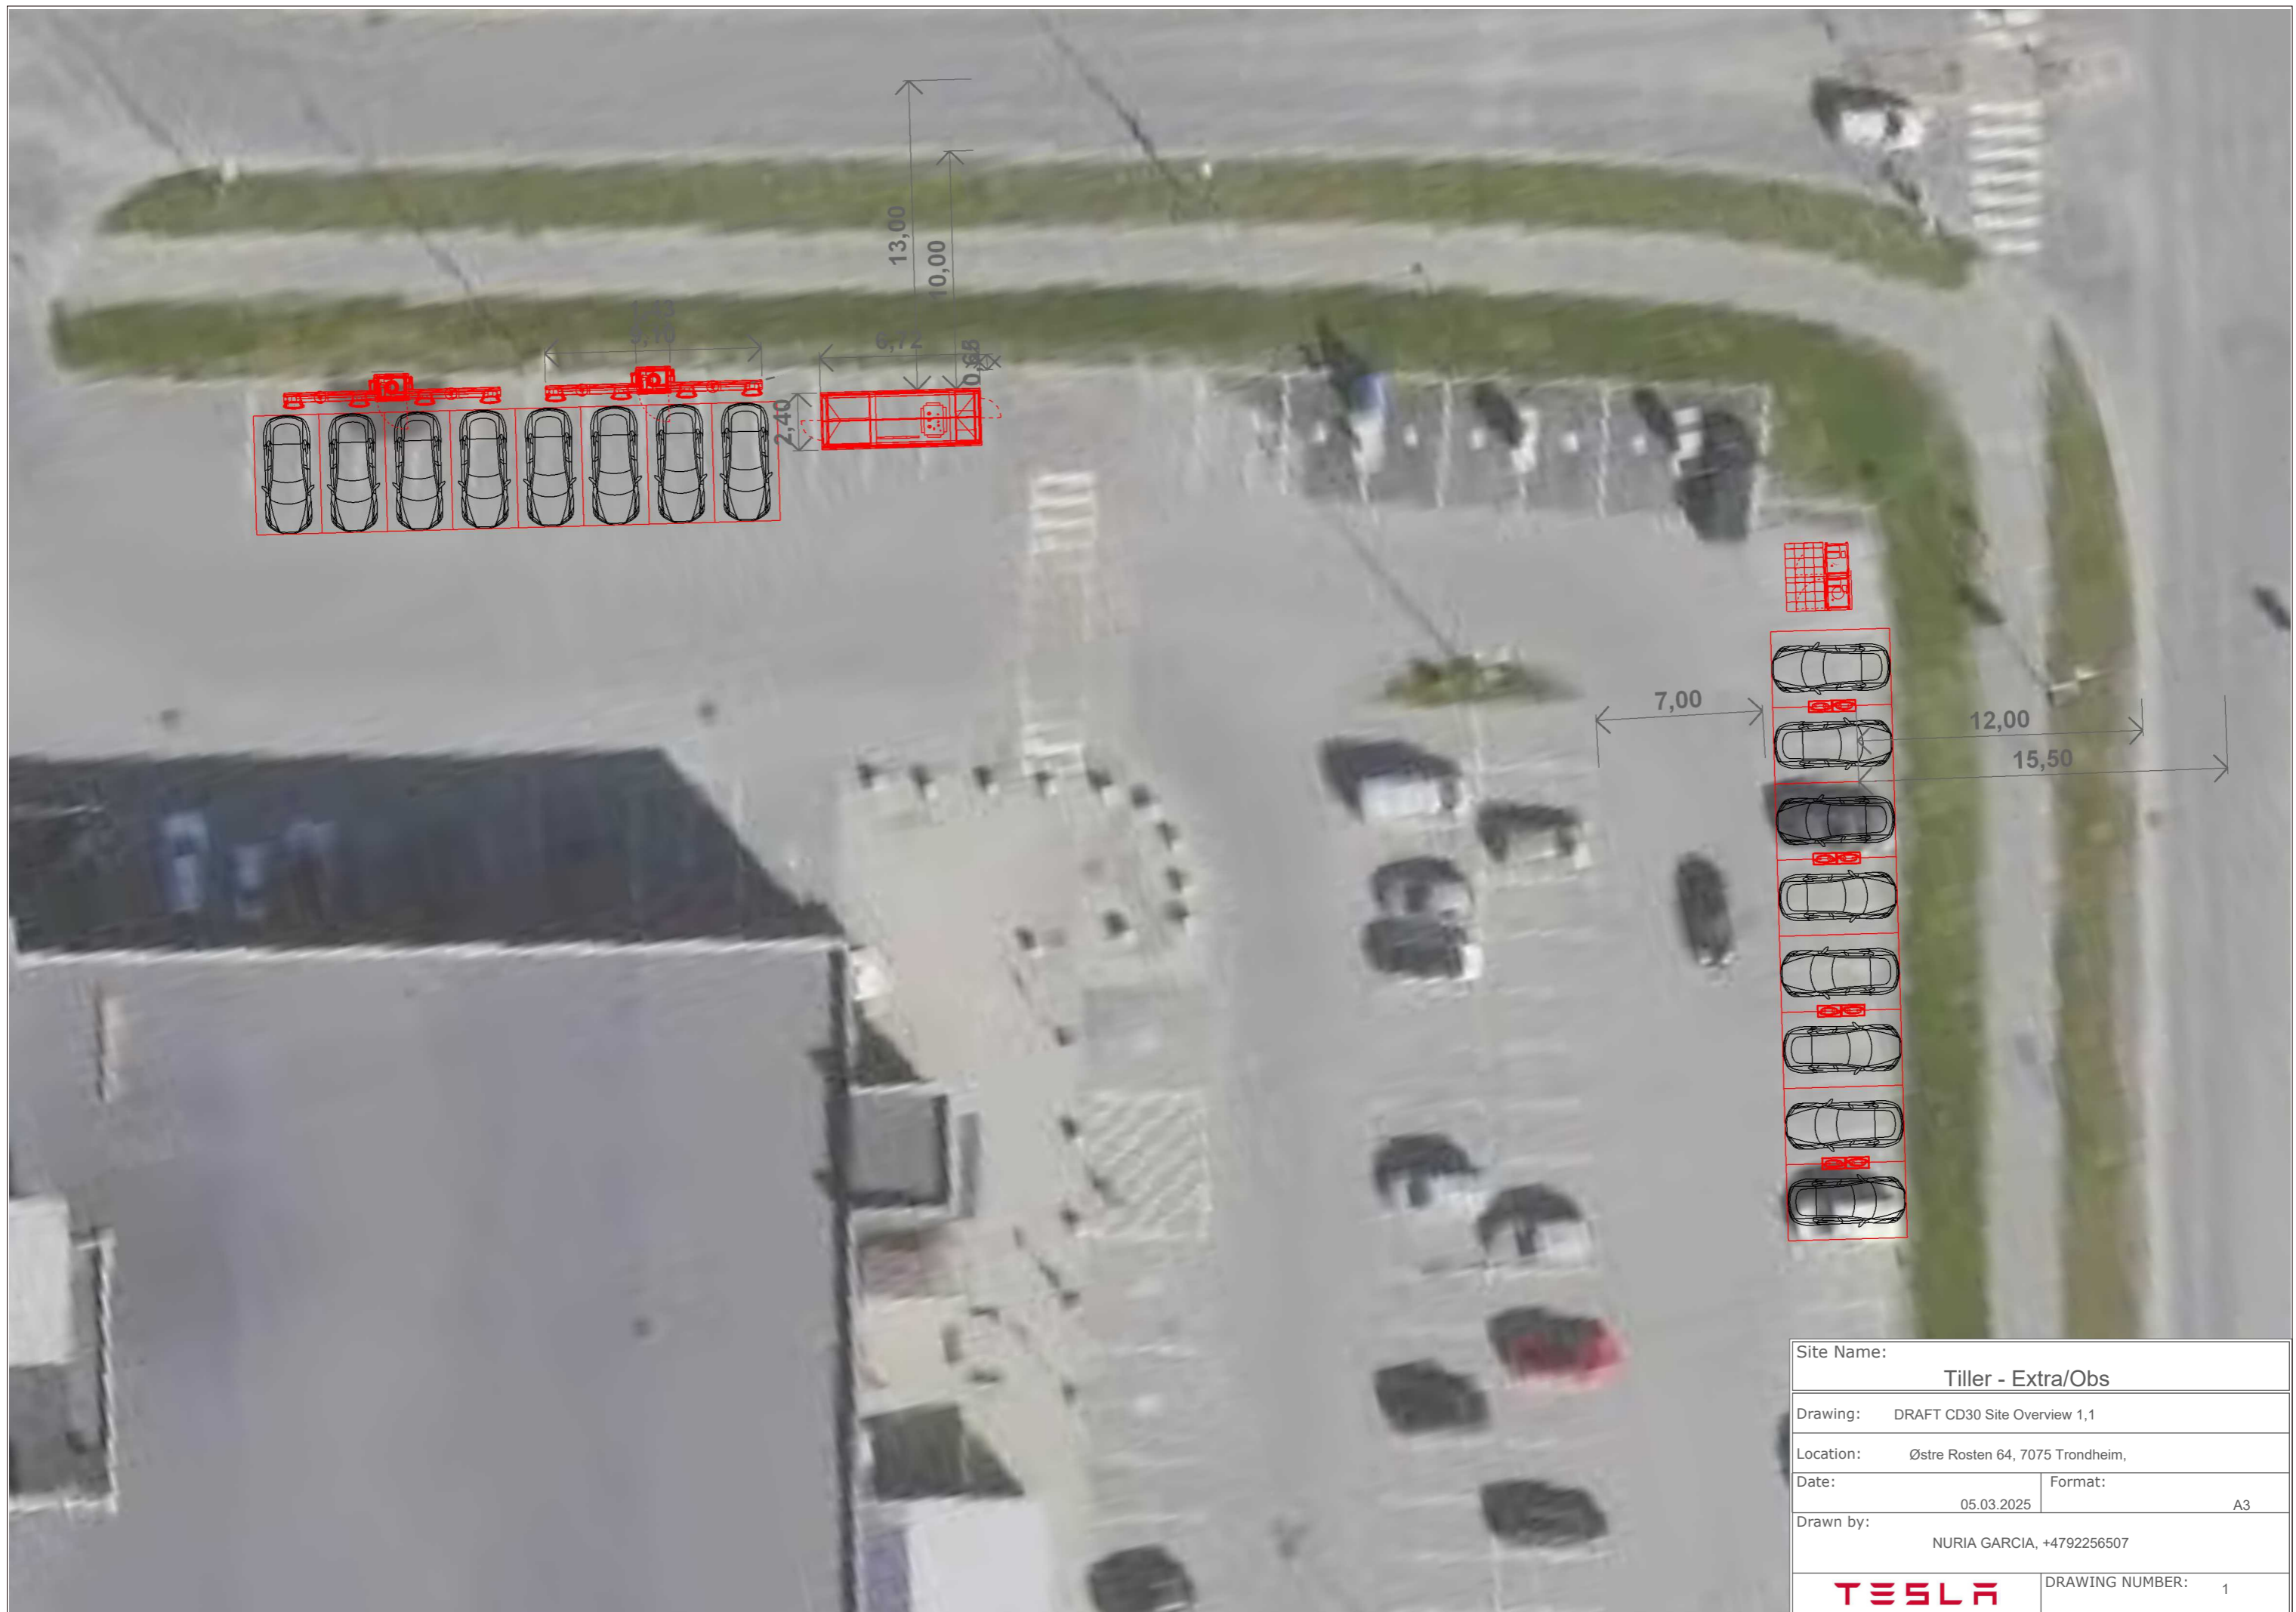 13,00
10,00
9,16
6,72
2,40
7,00
12,00
15,50
Site Name:
Tiller - Extra/Obs
Drawing: DRAFT CD30 Site Overview 1,1
Location: Østre Rosten 64, 7075 Trondheim,
Date: 05.03.2025
Format: A3
Drawn by:
NURIA GARCIA, +4792256507
TESLA
DRAWING NUMBER: 1